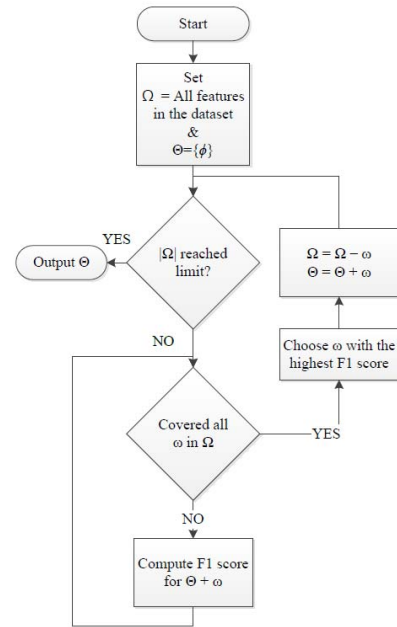 Start
Set
Ω = All features
in the dataset
&
Θ={ϕ}
YES
|Ω| reached
limit?
Output Θ
Ω = Ω − ω
Θ = Θ + ω
NO
Choose ω with the
highest F1 score
Covered all
ω in Ω
YES
NO
Compute F1 score
for Θ + ω